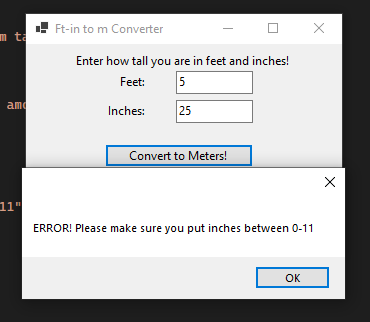 Ft-in to m Converter
m ta
Enter how tall you are in feet and inches!
Feet: 5
amo
Inches: 25
Convert to Meters!
11"
ERROR! Please make sure you put inches between 0-11
OK